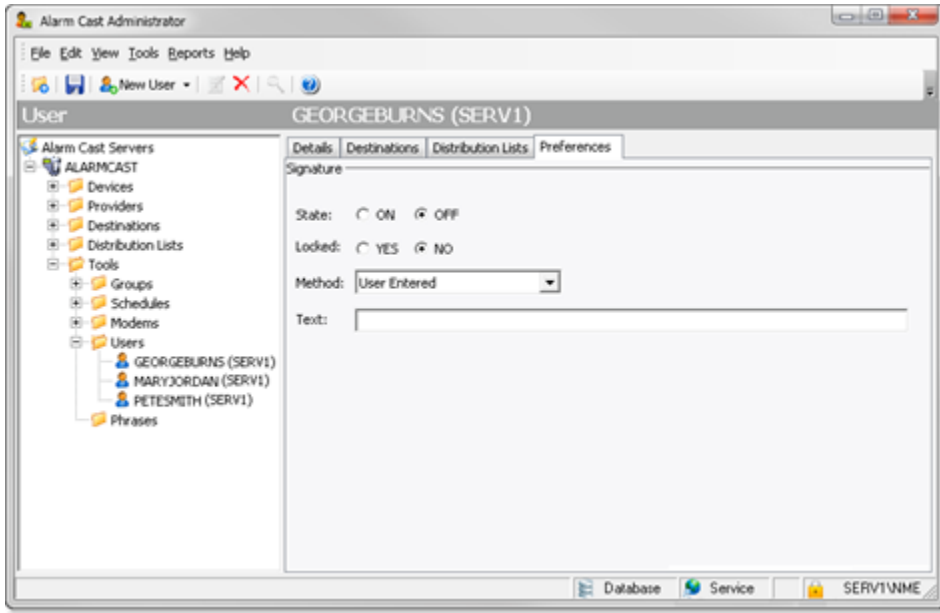 Alarm Cast Administrator
File Edit View Tools Reports Help
New User
User GEORGEBURNS (SERV1)
Alarm Cast Servers
ALARMCAST
Devices
Providers
Destinations
Distribution Lists
Tools
Groups
Schedules
Modems
Users
GEORGEBURNS (SERV1)
MARYJORDAN (SERV1)
PETESMITH (SERV1)
Phrases
Details Destinations Distribution Lists Preferences
Signature
State: ON OFF
Locked: YES NO
Method: User Entered
Text:
Database Service SERV1\NME